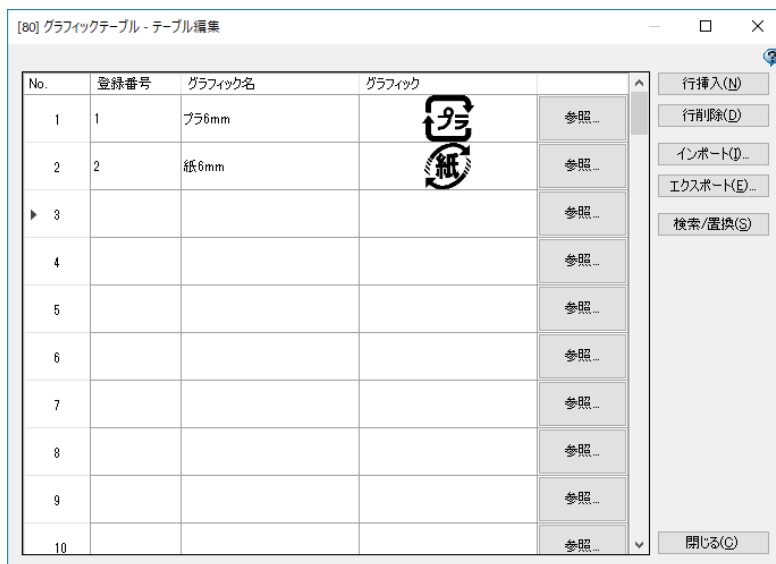 [80] グラフィックテーブル - テーブル編集
No. 登録番号 グラフィック名 グラフィック
1 1 プラ6mm プラ 参照...
2 2 紙6mm 紙 参照...
3 参照...
4 参照...
5 参照...
6 参照...
7 参照...
8 参照...
9 参照...
10 参照...
行挿入(N)
行削除(D)
インポート(I)...
エクスポート(E)...
検索/置換(S)
閉じる(C)